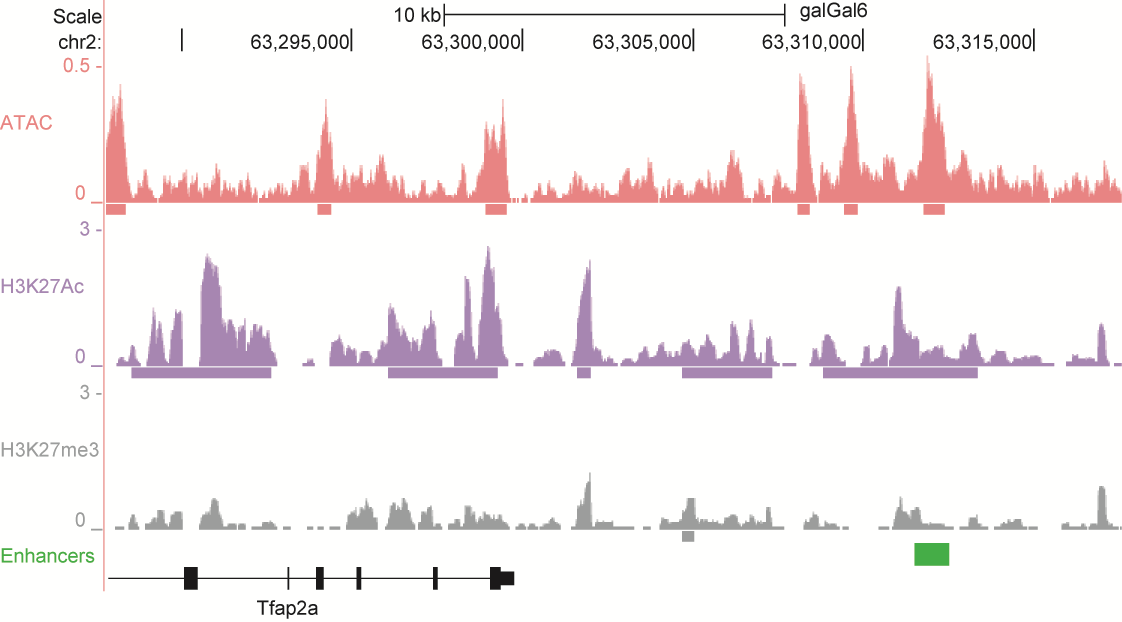 Scale 10 kb galGal6
chr2: 63,295,000 63,300,000 63,305,000 63,310,000 63,315,000
0.5 -
ATAC
0 _
3 -
H3K27Ac
0 _
3 -
H3K27me3
0 _
Enhancers
Tfap2a